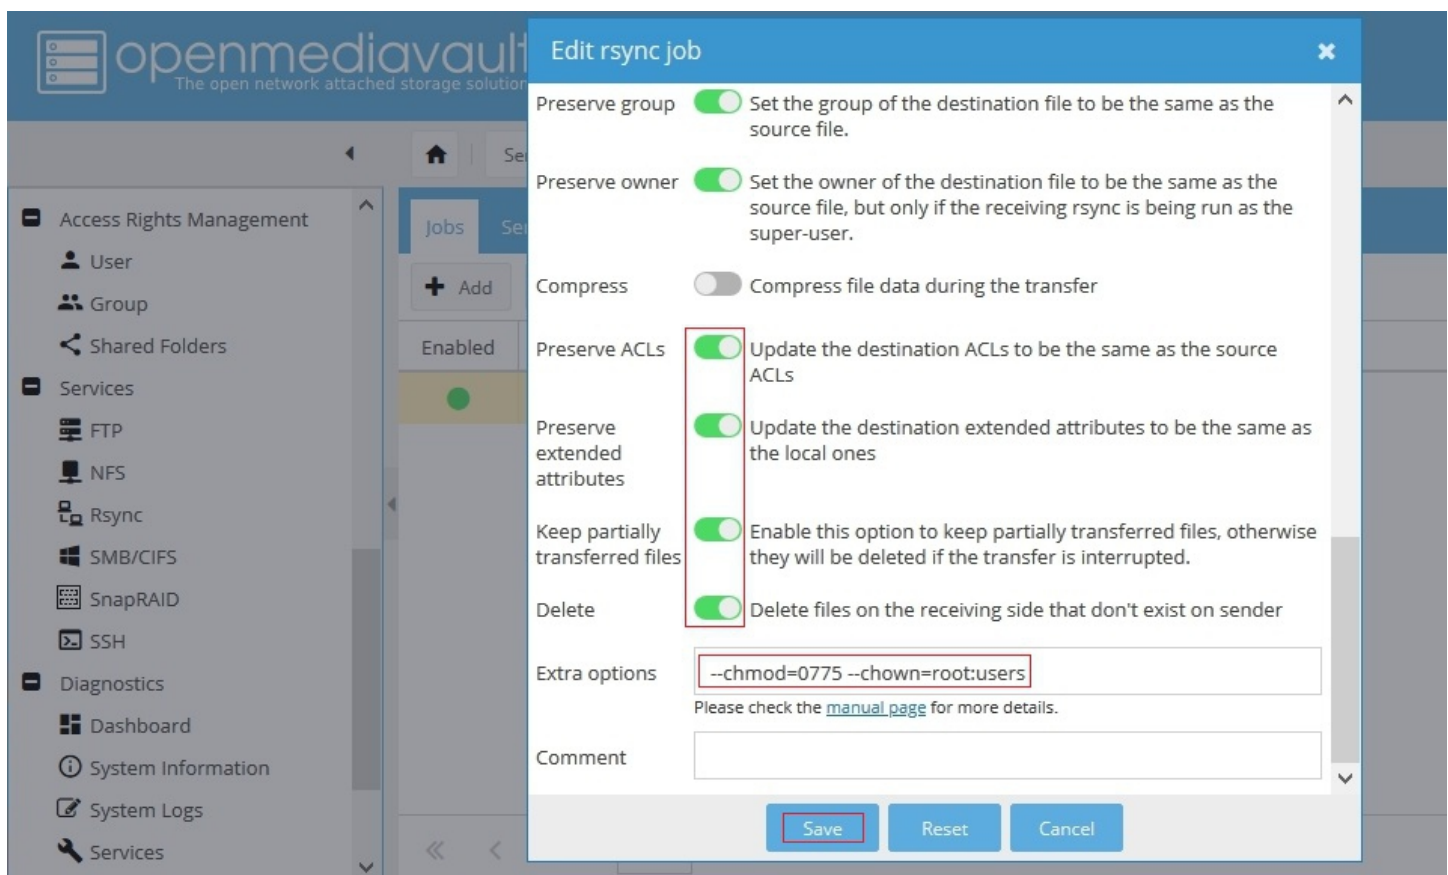 openmediavault
The open network attached storage solution
Edit rsync job
Access Rights Management
User
Group
Shared Folders
Services
FTP
NFS
Rsync
SMB/CIFS
SnapRAID
SSH
Diagnostics
Dashboard
System Information
System Logs
Services
Jobs
Add
Enabled
Preserve group
Set the group of the destination file to be the same as the
source file.
Preserve owner
Set the owner of the destination file to be the same as the
source file, but only if the receiving rsync is being run as the
super-user.
Compress
Compress file data during the transfer
Preserve ACLs
Update the destination ACLs to be the same as the source
ACLs
Preserve
extended
attributes
Update the destination extended attributes to be the same as
the local ones
Keep partially
transferred files
Enable this option to keep partially transferred files, otherwise
they will be deleted if the transfer is interrupted.
Delete
Delete files on the receiving side that don't exist on sender
Extra options
--chmod=0775 --chown=root:users
Please check the manual page for more details.
Comment
Save
Reset
Cancel